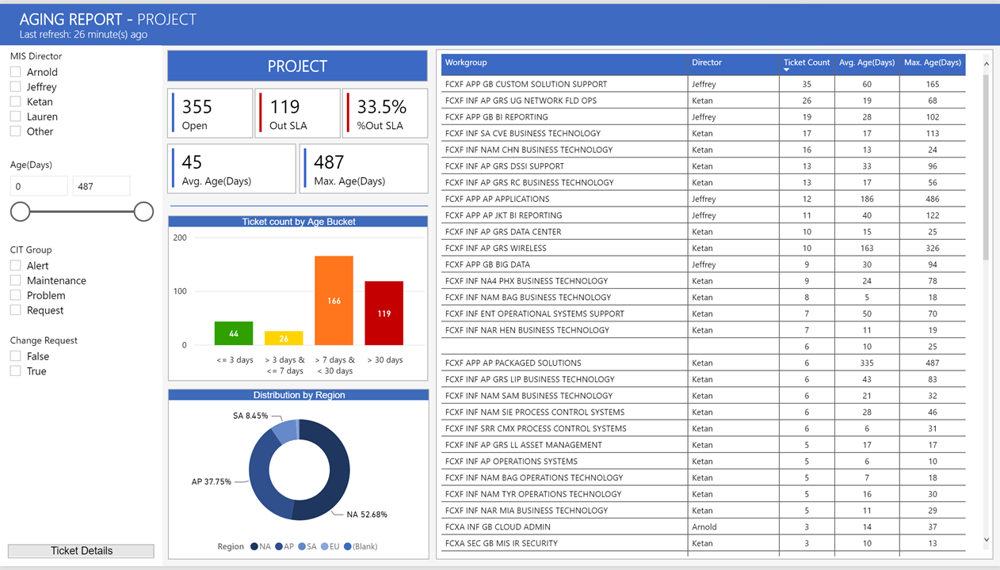 AGING REPORT - PROJECT
Last refresh: 26 minute(s) ago
MIS Director
Arnold
Jeffrey
Ketan
Lauren
Other
Age(Days)
0 487
CIT Group
Alert
Maintenance
Problem
Request
Change Request
False
True
Ticket Details
PROJECT
355
Open
119
Out SLA
33.5%
%Out SLA
45
Avg. Age(Days)
487
Max. Age(Days)
Ticket count by Age Bucket
200
100
0
44
26
166
119
<= 3 days
> 3 days &
<= 7 days
> 7 days &
< 30 days
> 30 days
Distribution by Region
SA 8.45%
AP 37.75%
NA 52.68%
Region NA AP SA EU (Blank)
Workgroup Director Ticket Count Avg. Age(Days) Max. Age(Days)
FCXF APP GB CUSTOM SOLUTION SUPPORT Jeffrey 35 60 165
FCXF INF AP GRS UG NETWORK FLD OPS Ketan 26 19 68
FCXF APP GB BI REPORTING Jeffrey 19 28 102
FCXF INF SA CVE BUSINESS TECHNOLOGY Ketan 17 17 113
FCXF INF NAM CHN BUSINESS TECHNOLOGY Ketan 16 13 24
FCXF INF AP GRS DSSI SUPPORT Ketan 13 33 96
FCXF INF AP GRS RC BUSINESS TECHNOLOGY Ketan 13 17 56
FCXF APP AP APPLICATIONS Jeffrey 12 186 486
FCXF APP AP JKT BI REPORTING Jeffrey 11 40 122
FCXF INF AP GRS DATA CENTER Ketan 10 15 25
FCXF INF AP GRS WIRELESS Ketan 10 163 326
FCXF APP GB BIG DATA Jeffrey 9 30 94
FCXF INF NA4 PHX BUSINESS TECHNOLOGY Ketan 9 24 78
FCXF INF NAM BAG BUSINESS TECHNOLOGY Ketan 8 5 18
FCXF INF ENT OPERATIONAL SYSTEMS SUPPORT Ketan 7 50 70
FCXF INF NAR HEN BUSINESS TECHNOLOGY Ketan 7 11 19
6 10 25
FCXF APP AP PACKAGED SOLUTIONS Ketan 6 335 487
FCXF INF AP GRS LIP BUSINESS TECHNOLOGY Ketan 6 43 83
FCXF INF NAM SAM BUSINESS TECHNOLOGY Ketan 6 21 32
FCXF INF NAM SIE PROCESS CONTROL SYSTEMS Ketan 6 28 46
FCXF INF SRR CMX PROCESS CONTROL SYSTEMS Ketan 6 6 31
FCXF INF AP GRS LL ASSET MANAGEMENT Ketan 5 17 17
FCXF INF AP OPERATIONS SYSTEMS Ketan 5 6 10
FCXF INF NAM BAG OPERATIONS TECHNOLOGY Ketan 5 7 18
FCXF INF NAM TYR OPERATIONS TECHNOLOGY Ketan 5 16 30
FCXF INF NAR MIA BUSINESS TECHNOLOGY Ketan 5 11 29
FCXA INF GB CLOUD ADMIN Arnold 3 14 37
FCXA SEC GB MIS IR SECURITY Ketan 3 10 13